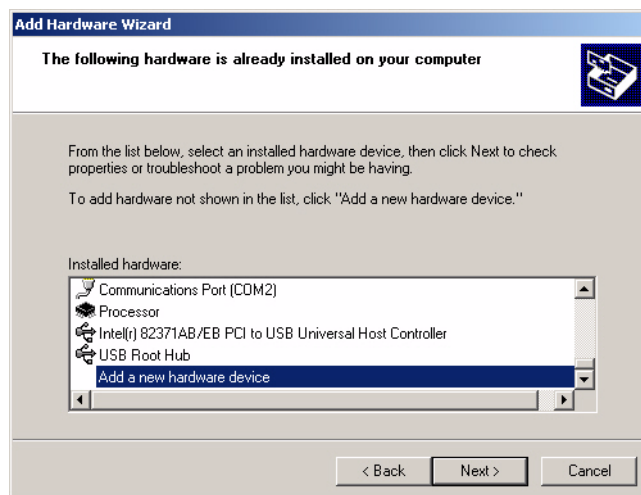 Add Hardware Wizard
The following hardware is already installed on your computer
From the list below, select an installed hardware device, then click Next to check
properties or troubleshoot a problem you might be having.
To add hardware not shown in the list, click "Add a new hardware device."
Installed hardware:
Communications Port (COM2)
Processor
Intel(r) 82371AB/EB PCI to USB Universal Host Controller
USB Root Hub
Add a new hardware device
< Back
Next >
Cancel